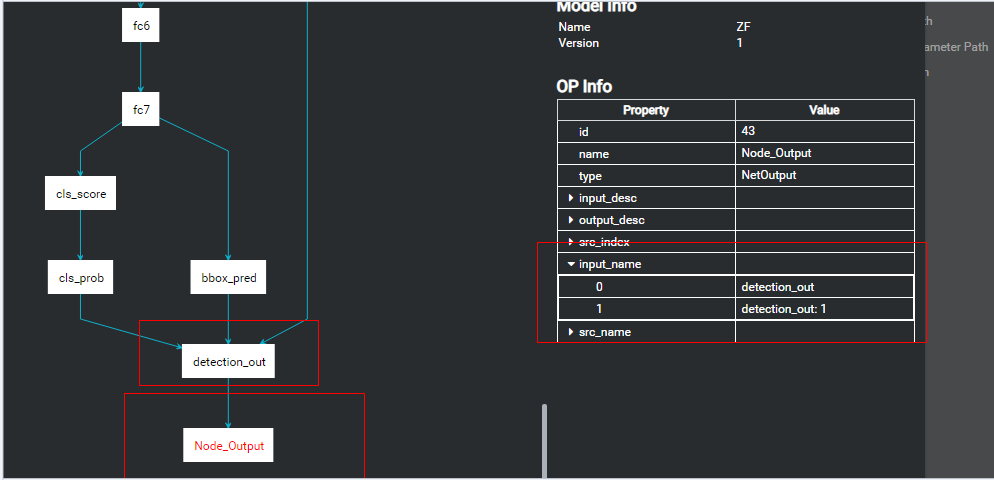 fc6
fc7
cls_score
cls_prob
bbox_pred
detection_out
Node_Output
Model Info
Name ZF
Version 1
OP Info
Property Value
id 43
name Node_Output
type NetOutput
input_desc
output_desc
src_index
input_name
0 detection_out
1 detection_out: 1
src_name
ameter Path